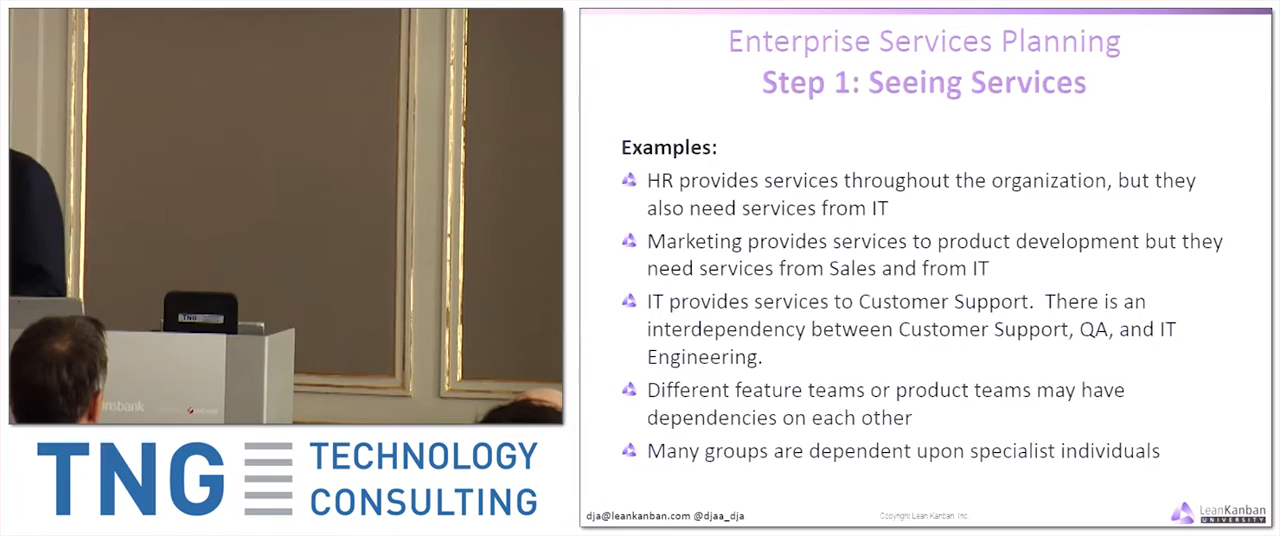 Enterprise Services Planning
Step 1: Seeing Services
Examples:
HR provides services throughout the organization, but they
also need services from IT
Marketing provides services to product development but they
need services from Sales and from IT
IT provides services to Customer Support.  There is an
interdependency between Customer Support, QA, and IT
Engineering.
Different feature teams or product teams may have
dependencies on each other
Many groups are dependent upon specialist individuals
dja@leankanban.com @djaa_dja
Copyright Lean Kanban, Inc.
LeanKanban
UNIVERSITY
TNG
TNG
TECHNOLOGY
CONSULTING